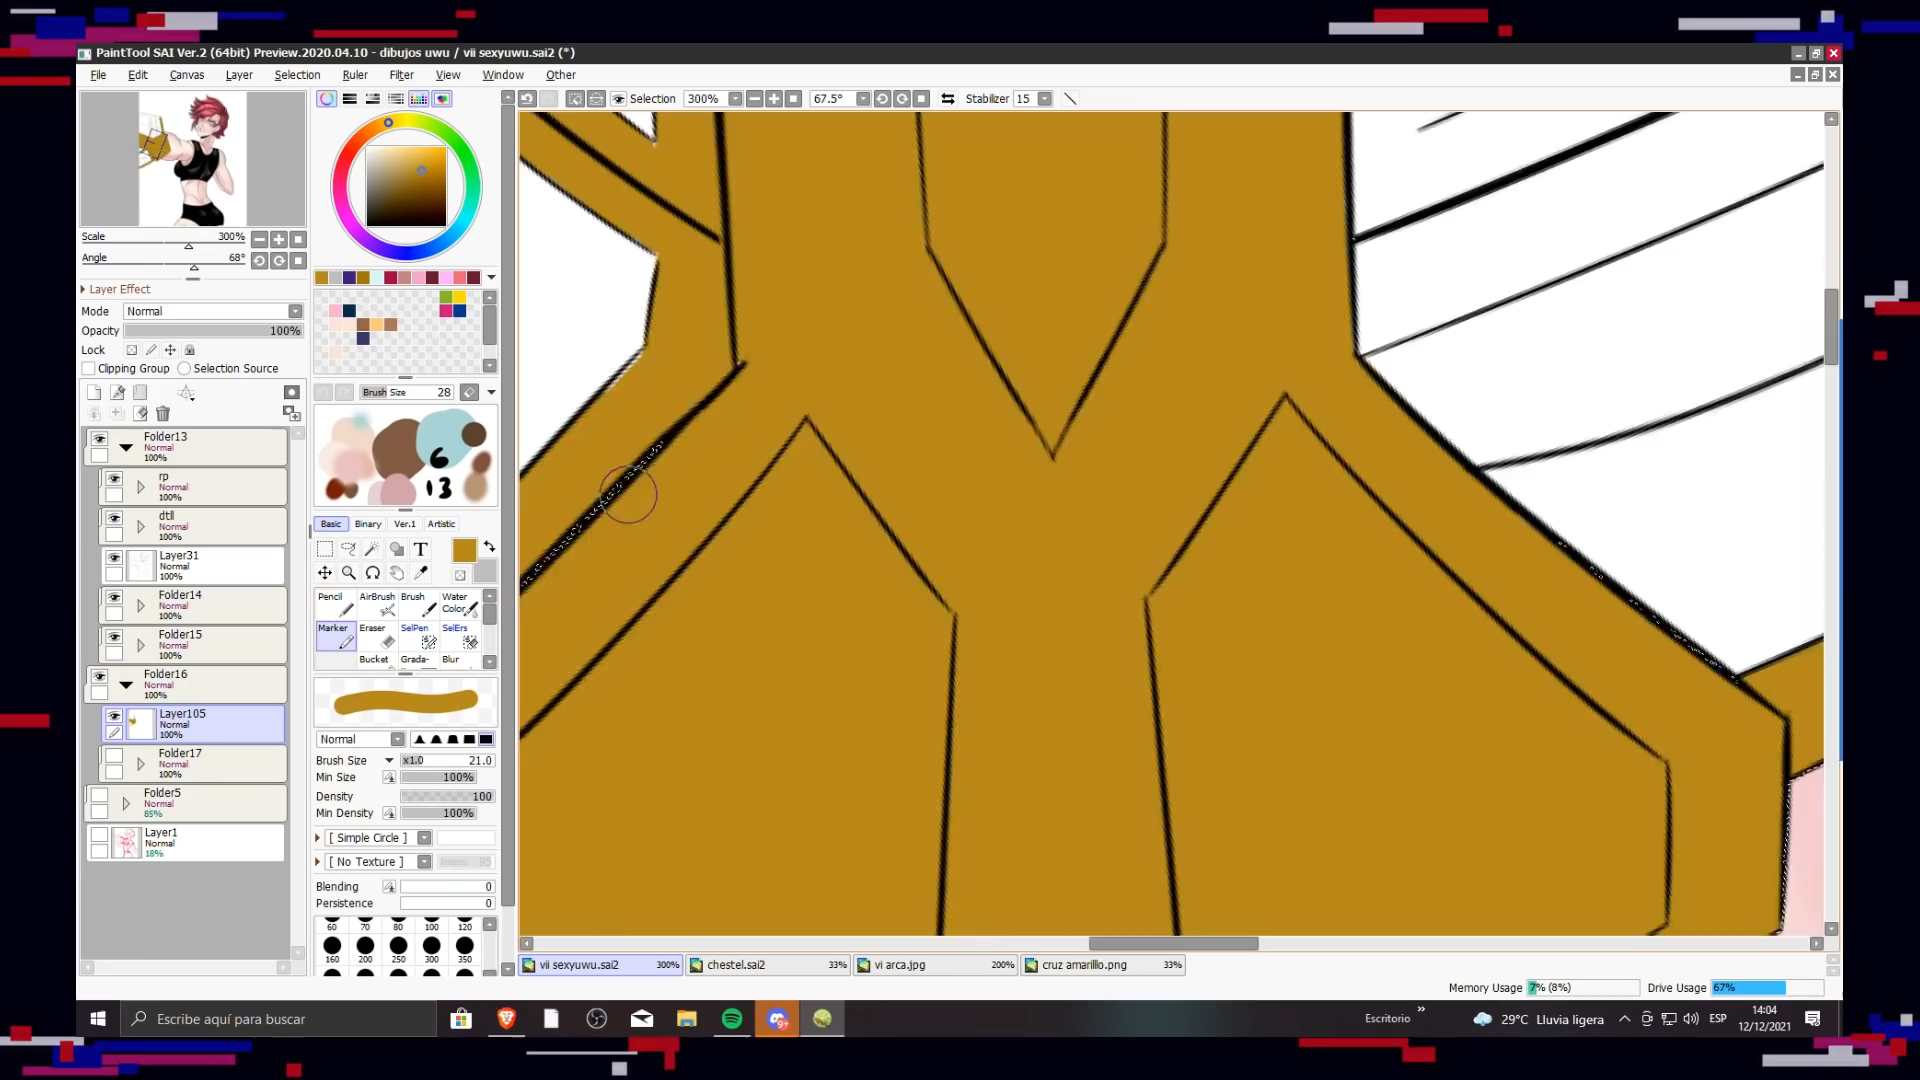 PaintTool SAI Ver.2 (64bit) Preview.2020.04.10 - dibujos uwu / vii sexyuwu.sai2 (*)
File Edit Canvas Layer Selection Ruler Filter View Window Other
Selection 300% 67.5° Stabilizer 15
Scale 300%
Angle 68°
Layer Effect
Mode Normal
Opacity 100%
Lock
Clipping Group Selection Source
Folder13
Normal
100%
rp
Normal
100%
dtll
Normal
100%
Layer31
Normal
100%
Folder14
Normal
100%
Folder15
Normal
100%
Folder16
Normal
100%
Layer105
Normal
100%
Folder17
Normal
100%
Folder5
Normal
85%
Layer1
Normal
18%
Brush Size 28
6
13
Basic Binary Ver.1 Artistic
T
Pencil AirBrush Brush Water Color
Marker Eraser SelPen SelErs
Bucket Grada- Blur
Normal
Brush Size x1.0 21.0
Min Size 100%
Density 100
Min Density 100%
[ Simple Circle ]
[ No Texture ] 95
Blending 0
Persistence 0
60 70 80 100 120
160 200 250 300 350
vii sexyuwu.sai2 300% chestel.sai2 33% vi arca.jpg 200% cruz amarillo.png 33%
Memory Usage 7% (8%) Drive Usage 67%
Escribe aquí para buscar
9+
Escritorio
29°C Lluvia ligera
ESP
14:04
12/12/2021